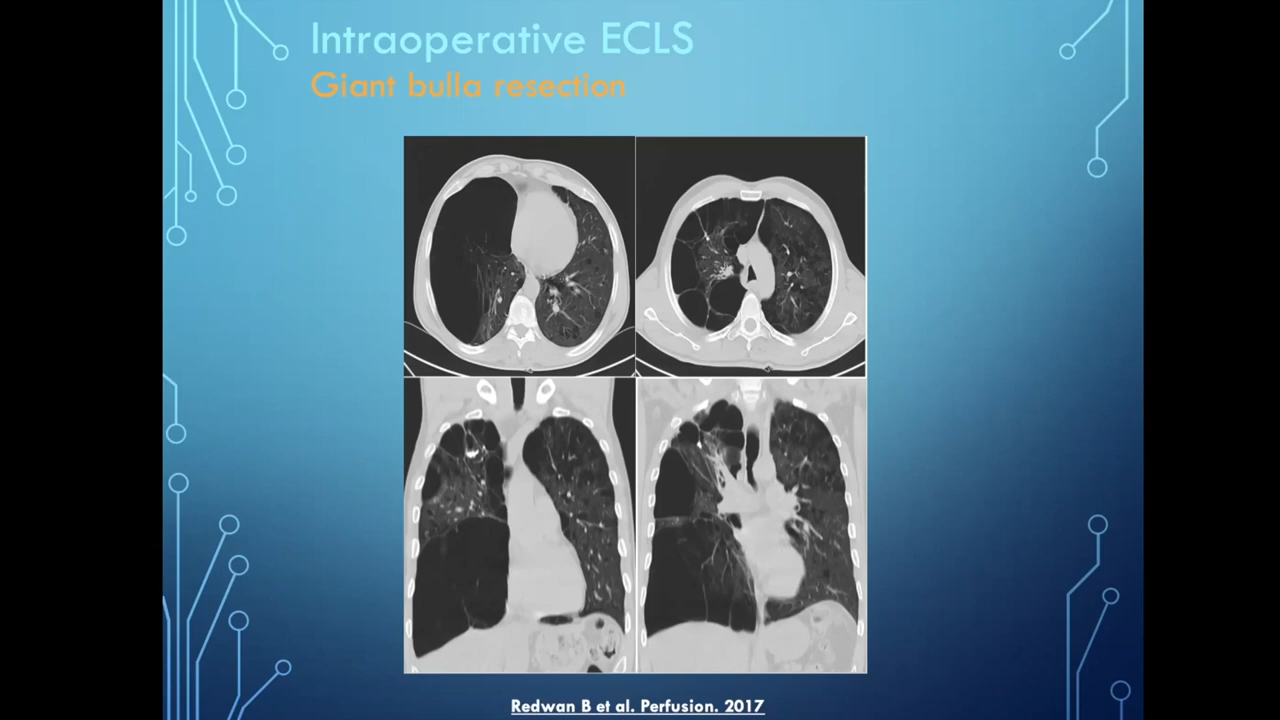 Intraoperative ECLS
Giant bulla resection
Redwan B et al. Perfusion. 2017